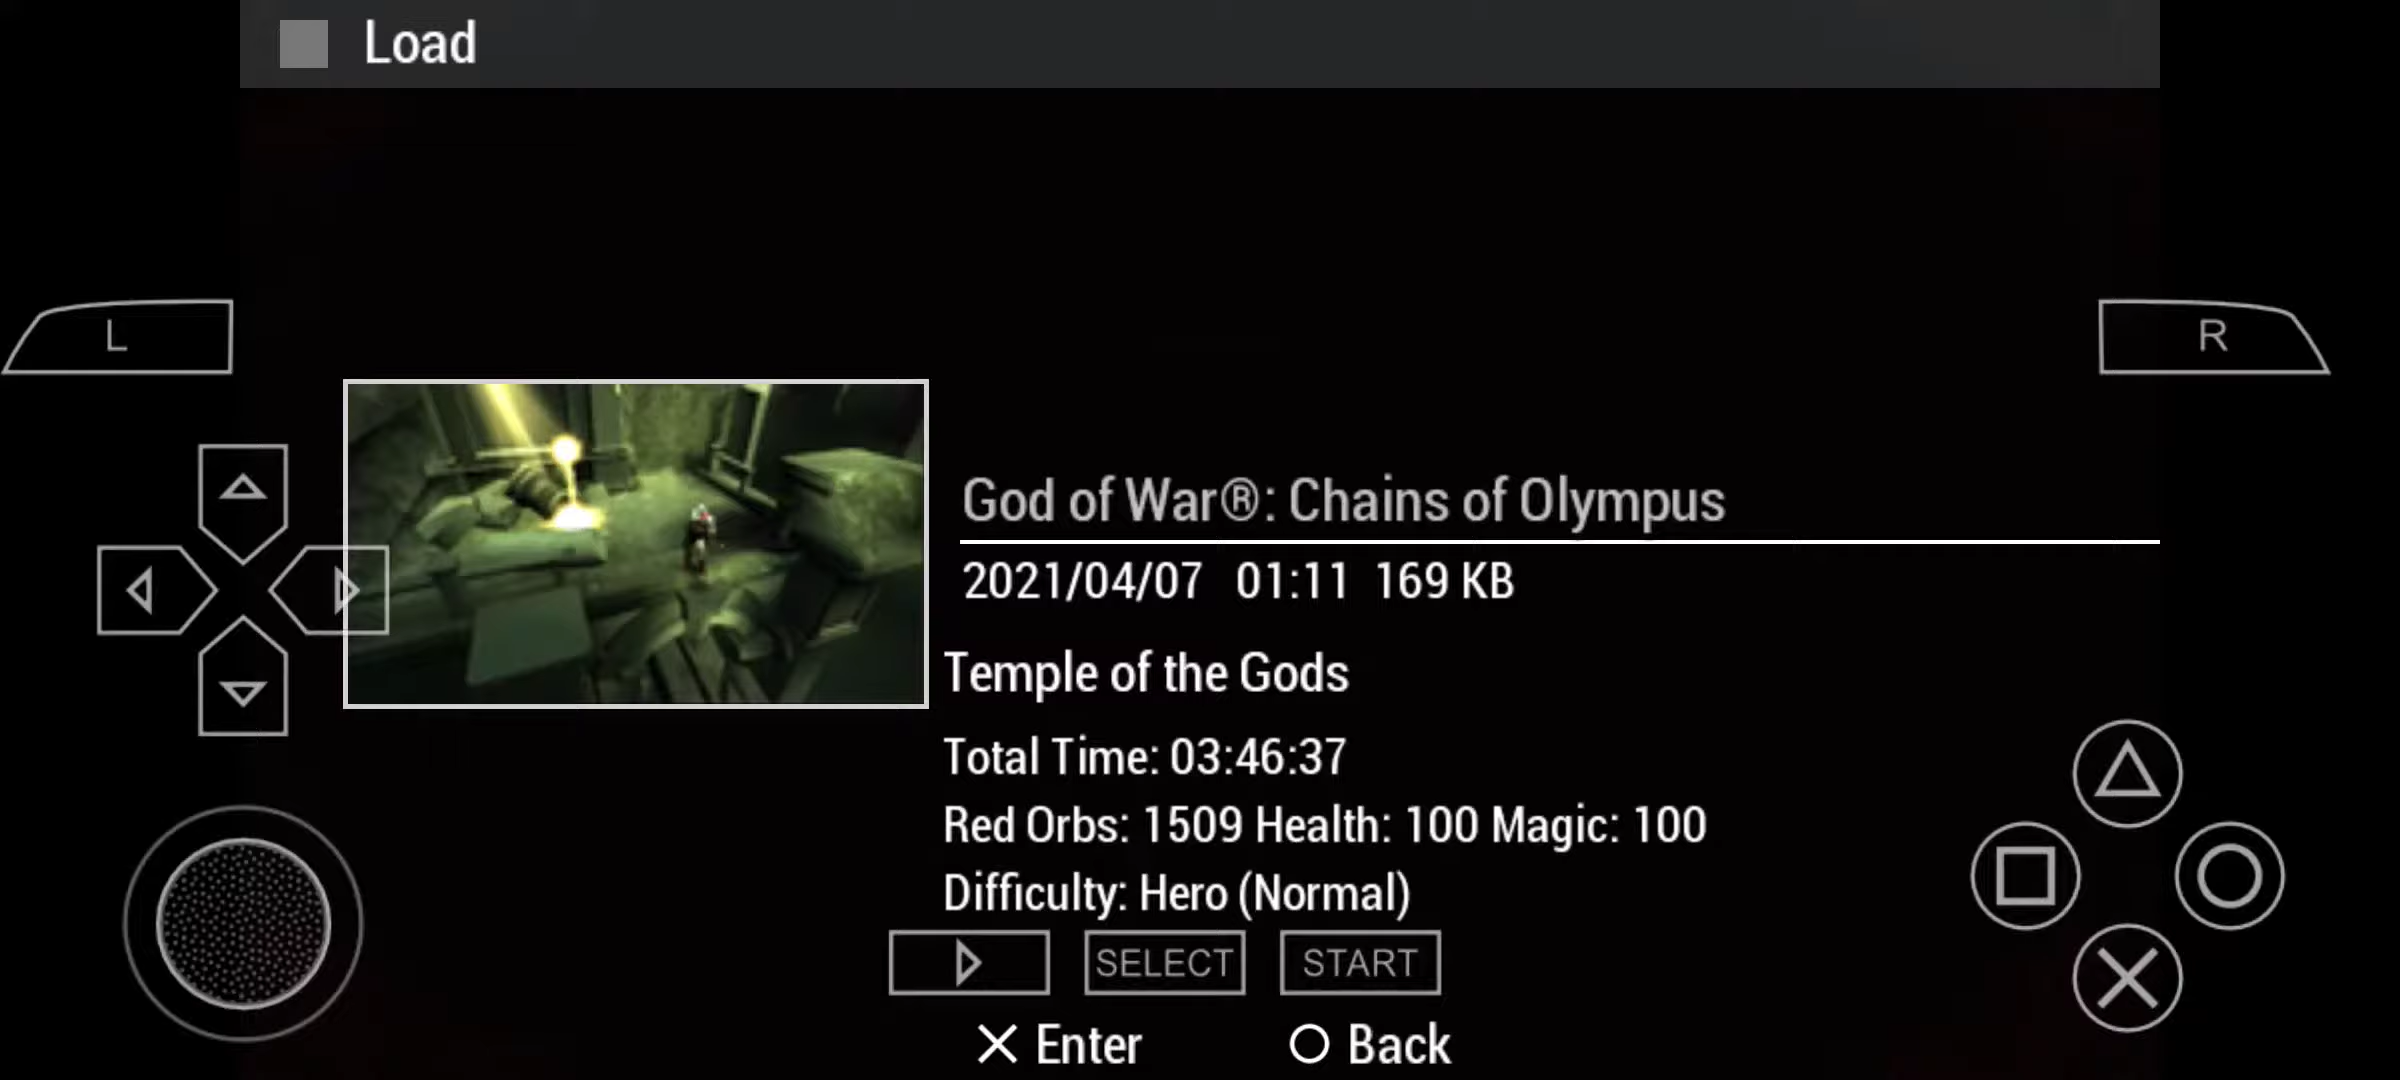 Load
L
R
God of War®: Chains of Olympus
2021/04/07 01:11 169 KB
Temple of the Gods
Total Time: 03:46:37
Red Orbs: 1509 Health: 100 Magic: 100
Difficulty: Hero (Normal)
SELECT START
Enter Back